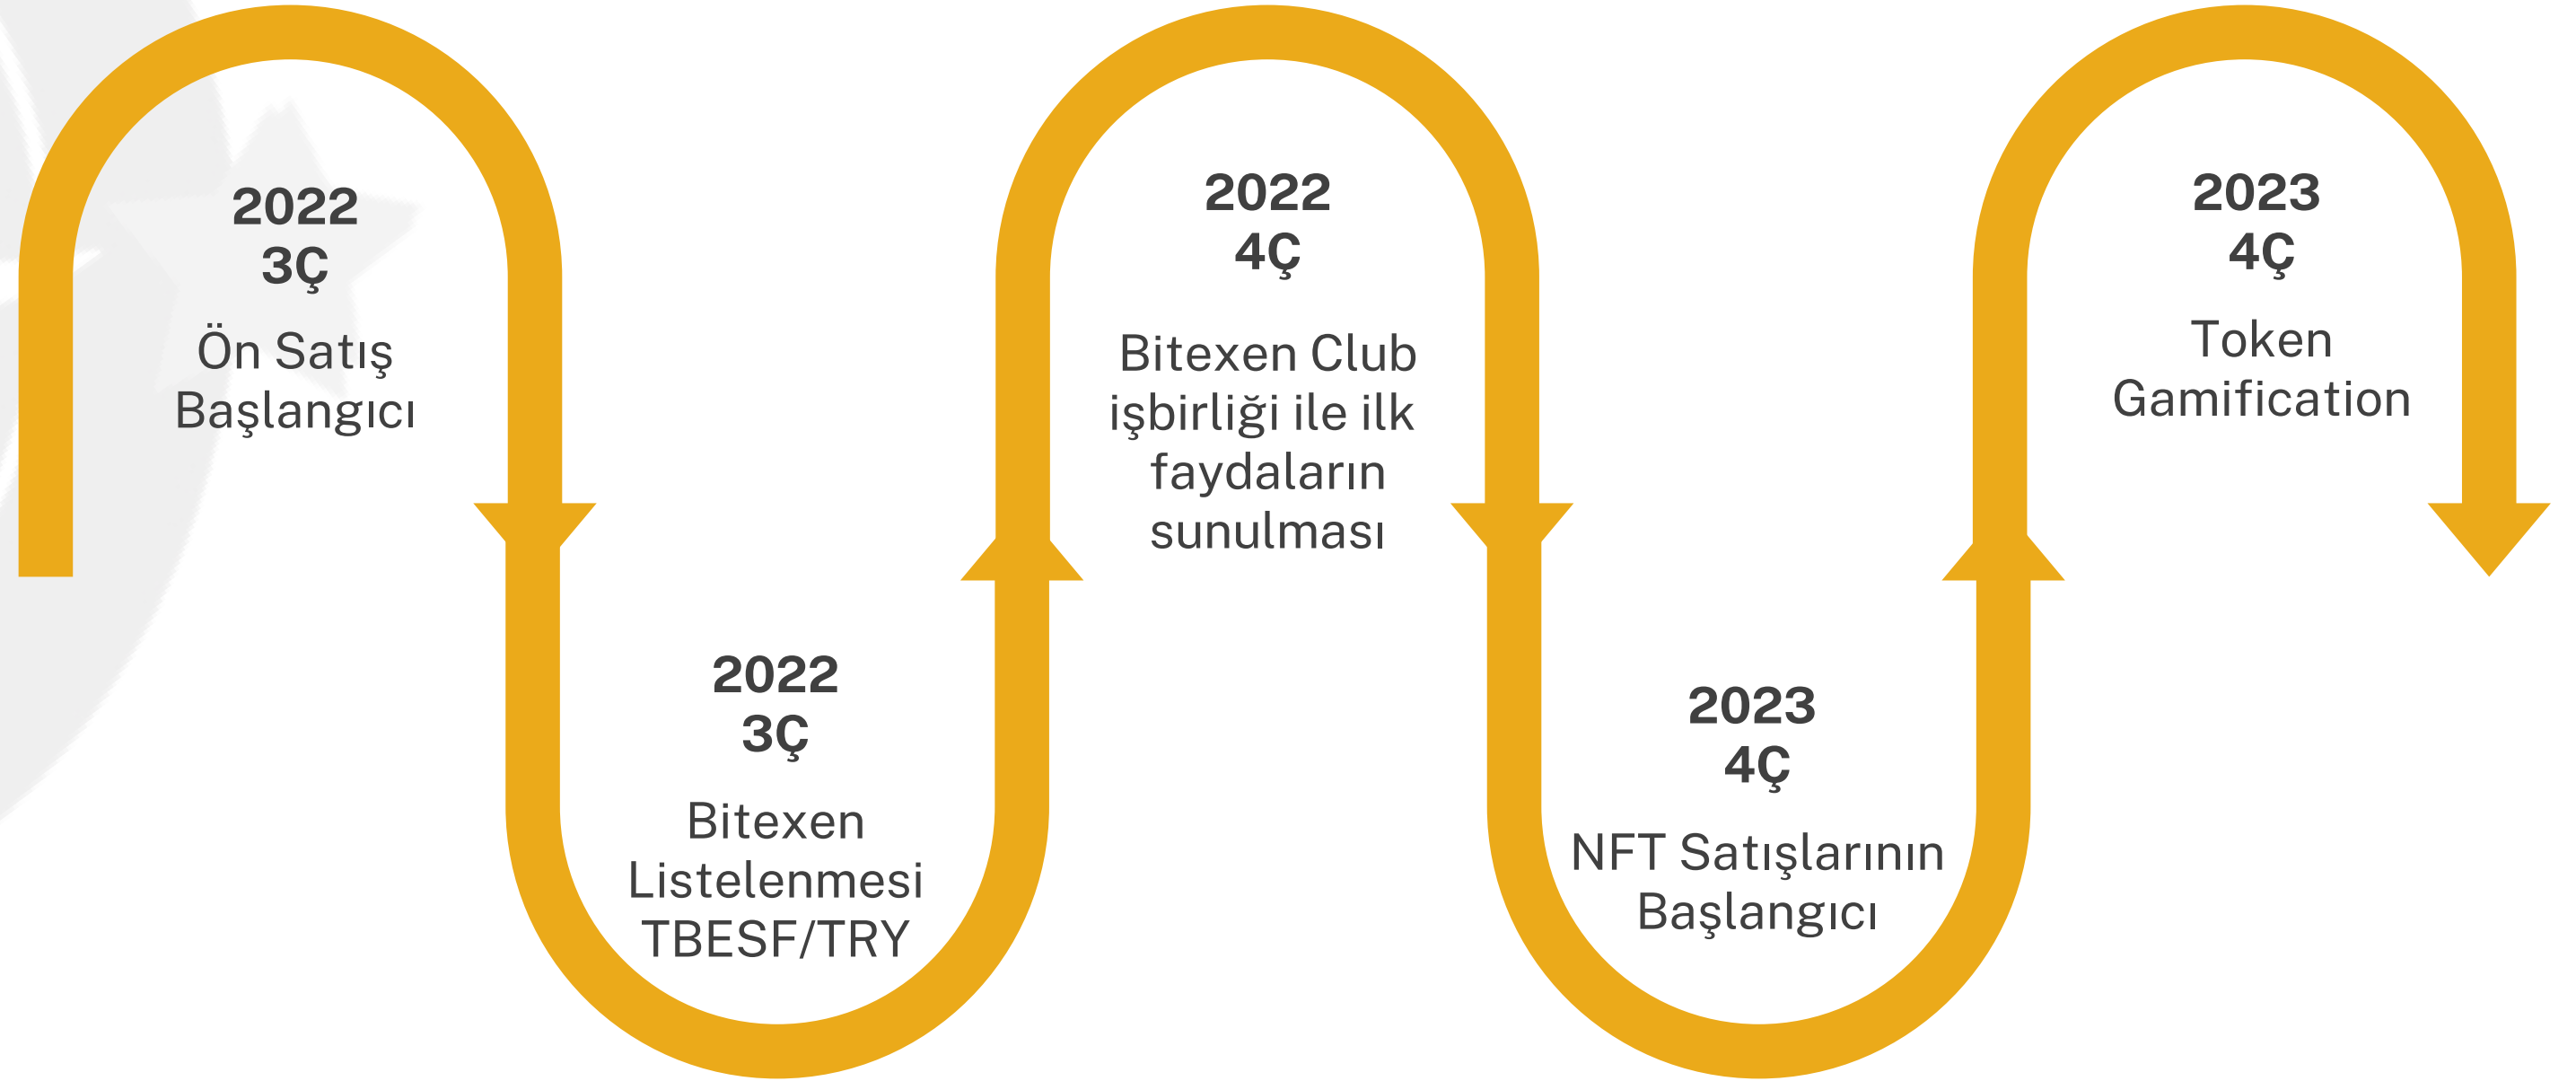 2022
3Ç
Ön Satış
Başlangıcı
2022
3Ç
Bitexen
Listelenmesi
TBESF/TRY
2022
4Ç
Bitexen Club
işbirliği ile ilk
faydaların
sunulması
2023
4Ç
NFT Satışlarının
Başlangıcı
2023
4Ç
Token
Gamification